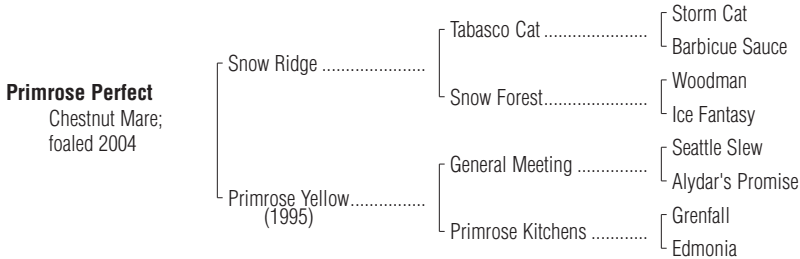 Primrose Perfect
Chestnut Mare;
foaled 2004
Snow Ridge ......................
Primrose Yellow................
(1995)
Tabasco Cat ......................
Snow Forest......................
General Meeting ...............
Primrose Kitchens ............
Storm Cat
Barbicue Sauce
Woodman
Ice Fantasy
Seattle Slew
Alydar's Promise
Grenfall
Edmonia